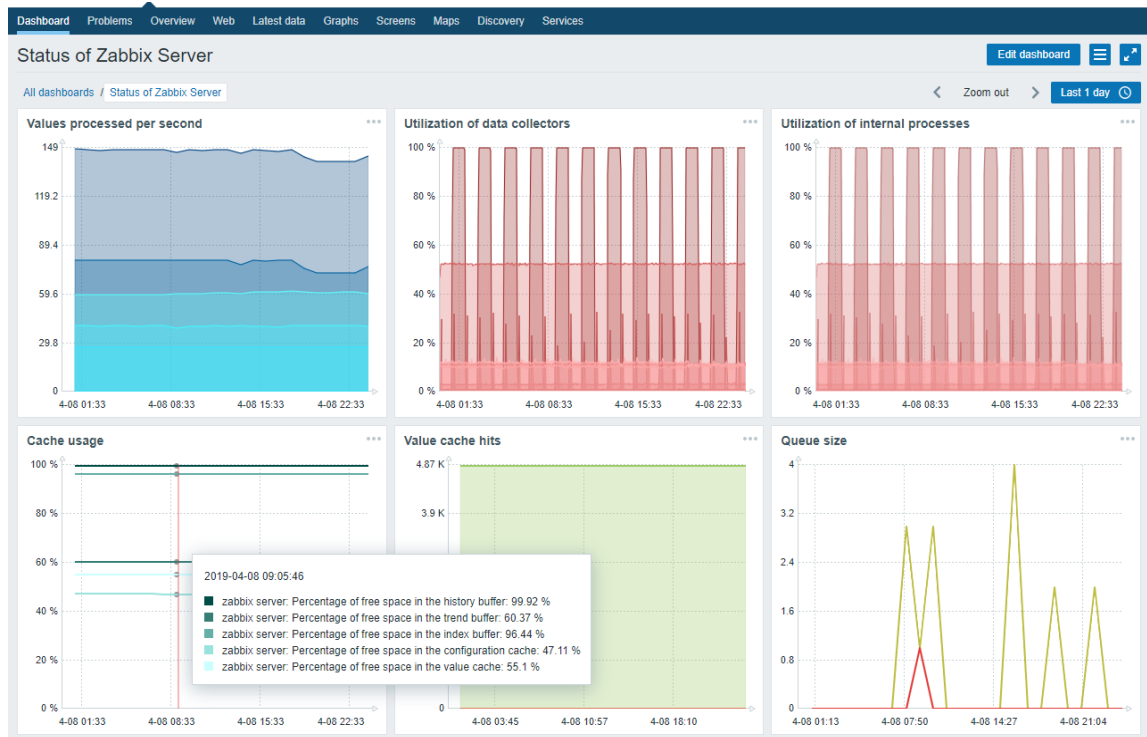 Dashboard Problems Overview Web Latest data Graphs Screens Maps Discovery Services
Status of Zabbix Server
Edit dashboard
All dashboards / Status of Zabbix Server
Zoom out
Last 1 day
Values processed per second
149
119.2
89.4
59.6
29.8
0
4-08 01:33 4-08 08:33 4-08 15:33 4-08 22:33
Utilization of data collectors
100 %
80 %
60 %
40 %
20 %
0 %
4-08 01:33 4-08 08:33 4-08 15:33 4-08 22:33
Utilization of internal processes
100 %
80 %
60 %
40 %
20 %
0 %
4-08 01:33 4-08 08:33 4-08 15:33 4-08 22:33
Cache usage
100 %
80 %
60 %
40 %
20 %
0 %
4-08 01:33 4-08 08:33 4-08 15:33 4-08 22:33
2019-04-08 09:05:46
zabbix server: Percentage of free space in the history buffer: 99.92 %
zabbix server: Percentage of free space in the trend buffer: 60.37 %
zabbix server: Percentage of free space in the index buffer: 96.44 %
zabbix server: Percentage of free space in the configuration cache: 47.11 %
zabbix server: Percentage of free space in the value cache: 55.1 %
Value cache hits
4.87 K
3.9 K
0
4-08 03:45 4-08 10:57 4-08 18:10
Queue size
4
3.2
2.4
1.6
0.8
0
4-08 01:13 4-08 07:50 4-08 14:27 4-08 21:04